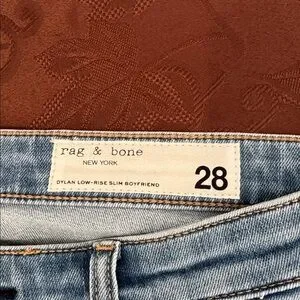 rag & bone
NEW YORK
DYLAN LOW-RISE SLIM BOYFRIEND
28